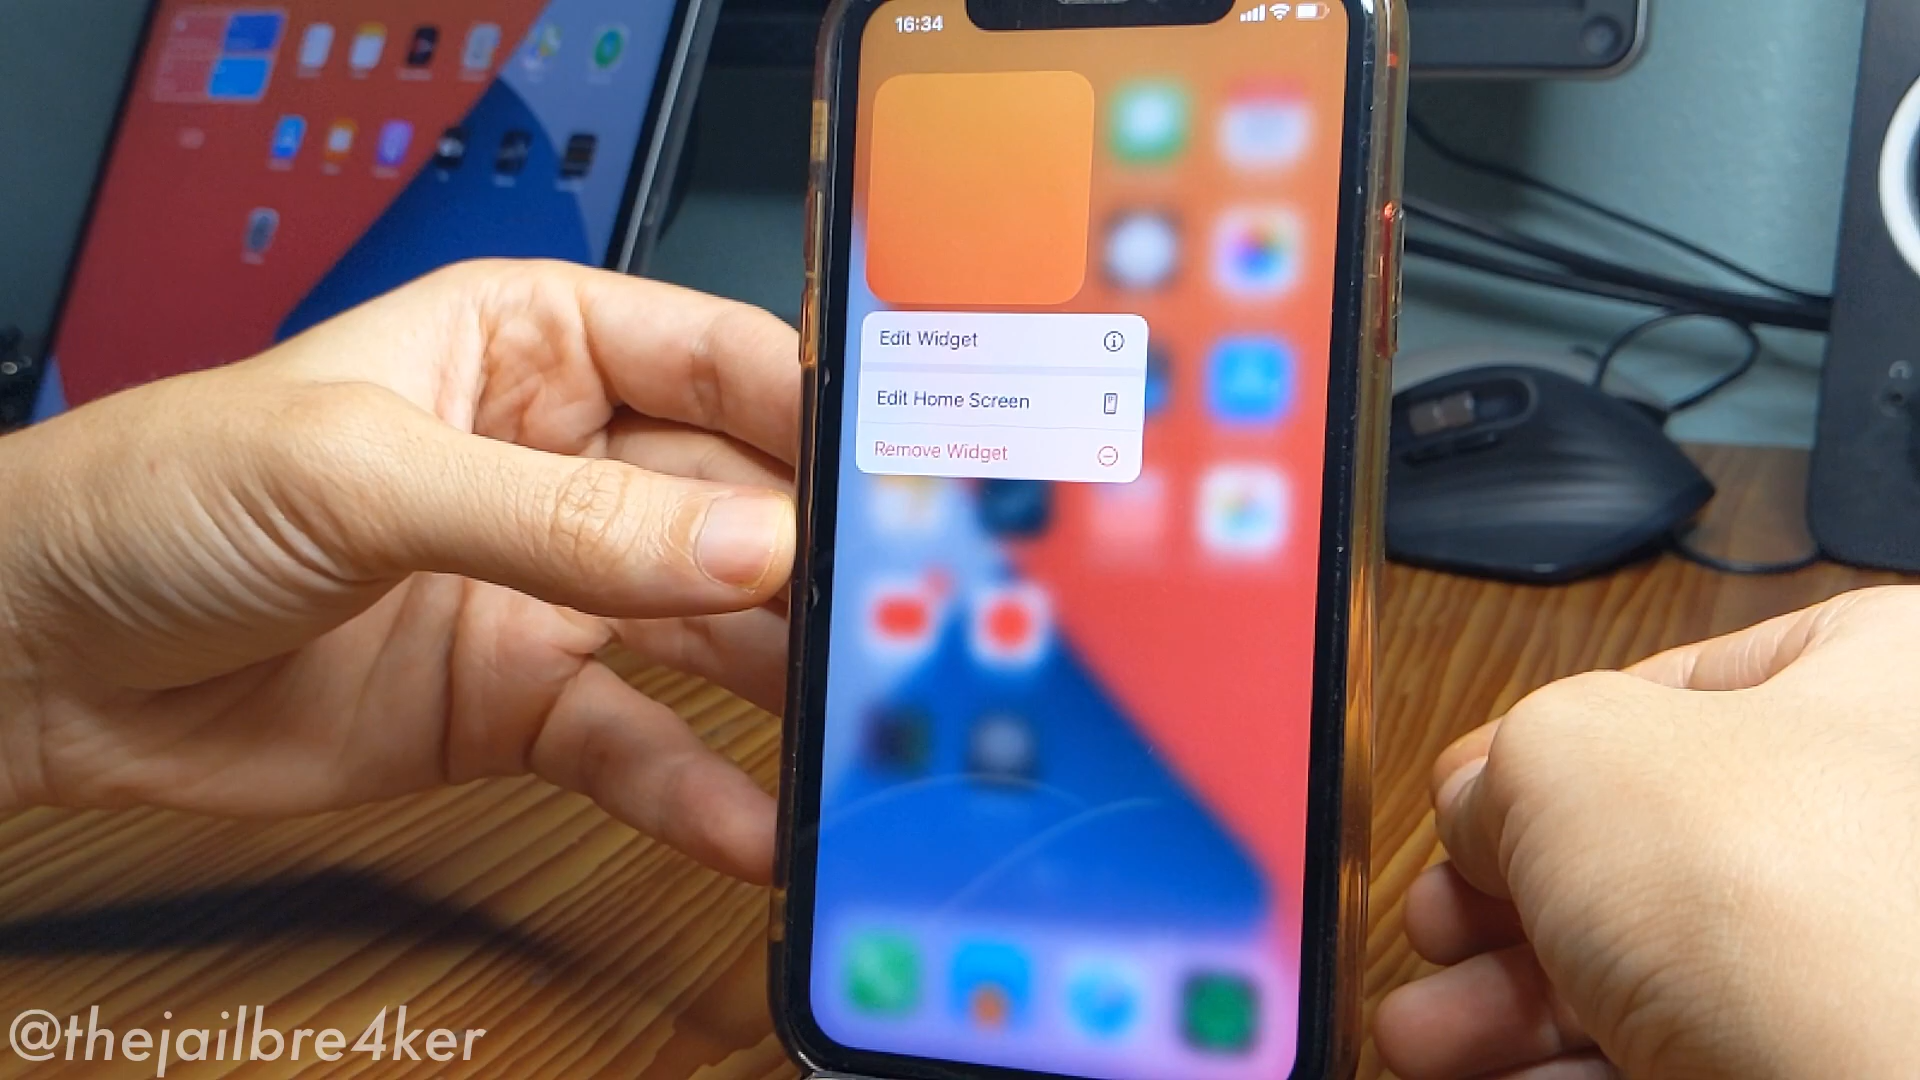 16:34
Edit Widget
Edit Home Screen
Remove Widget
@thejailbre4ker